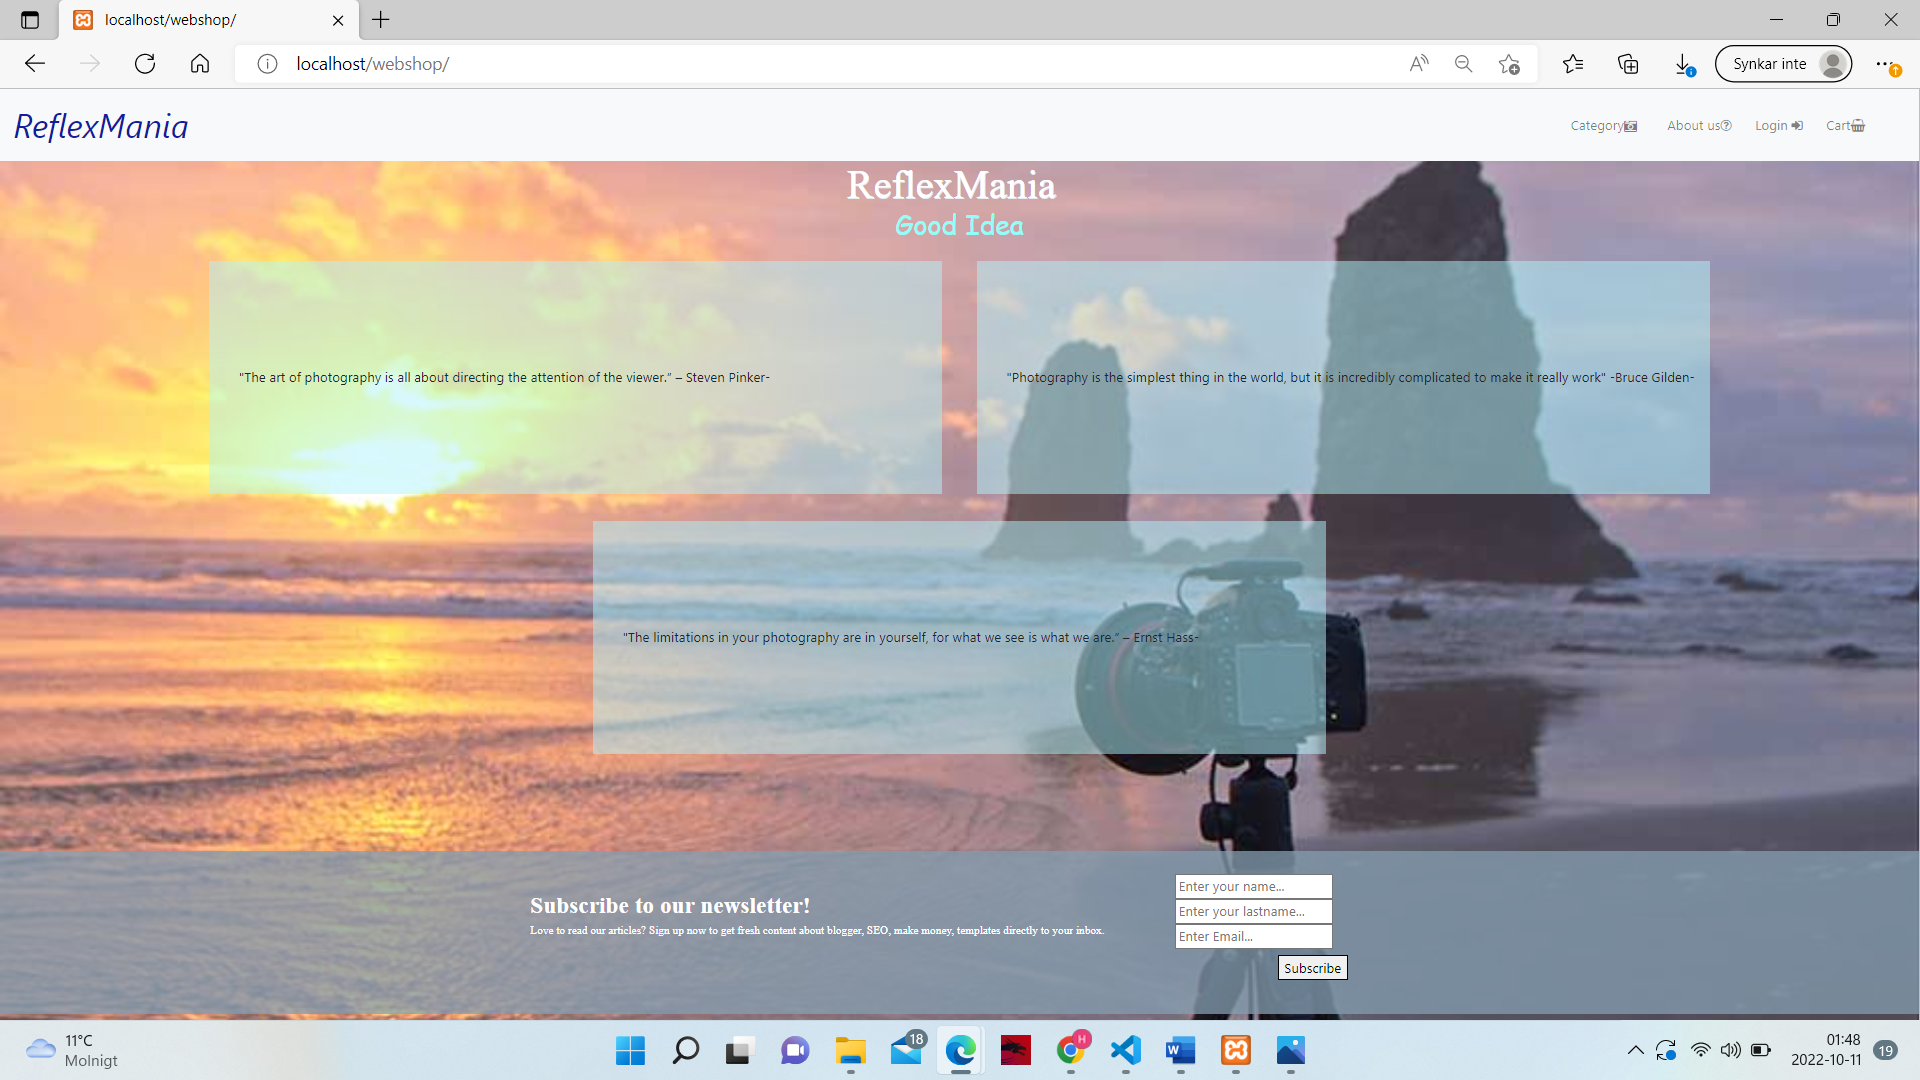 localhost/webshop/
localhost/webshop/
Synkar inte
ReflexMania
Category
About us
Login
Cart
ReflexMania
Good Idea
"The art of photography is all about directing the attention of the viewer.” – Steven Pinker-
"Photography is the simplest thing in the world, but it is incredibly complicated to make it really work" -Bruce Gilden-
"The limitations in your photography are in yourself, for what we see is what we are.” – Ernst Hass-
Subscribe to our newsletter!
Love to read our articles? Sign up now to get fresh content about blogger, SEO, make money, templates directly to your inbox.
Enter your name...
Enter your lastname...
Enter Email...
Subscribe
11°C
Molnigt
18
H
W
01:48
2022-10-11
19